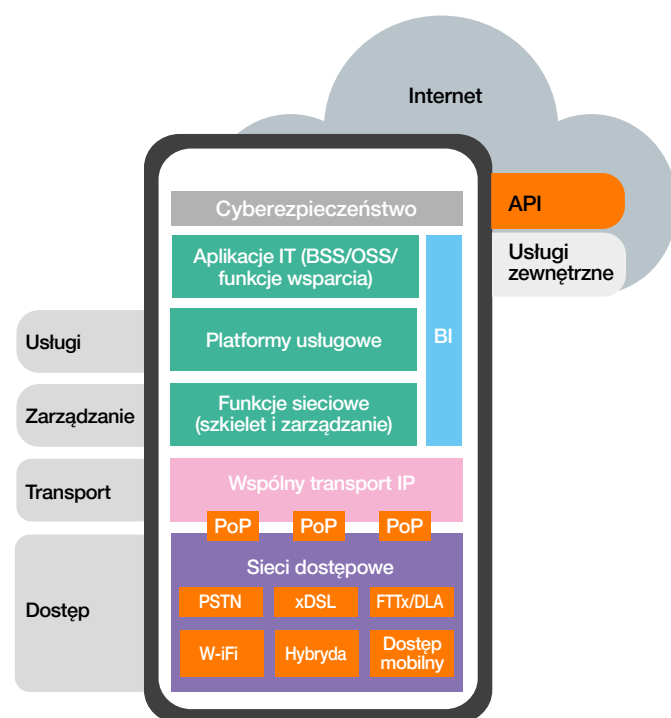 Internet
Cyberezpieczeństwo
API
Aplikacje IT (BSS/OSS/
funkcje wsparcia)
Usługi
zewnętrzne
Usługi
Platformy usługowe
BI
Zarządzanie
Funkcje sieciowe
(szkielet i zarządzanie)
Transport
Wspólny transport IP
PoP
PoP
PoP
Sieci dostępowe
Dostęp
PSTN
xDSL
FTTx/DLA
W-iFi
Hybryda
Dostęp
mobilny